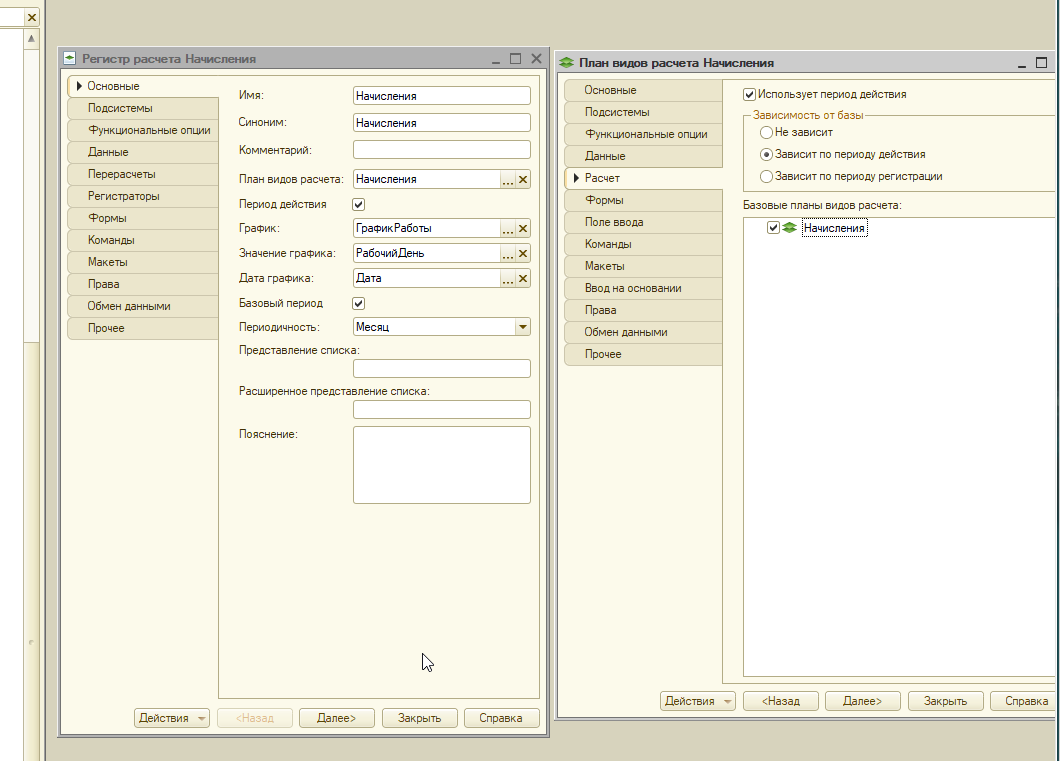 Регистр расчета Начисления
Основные
Подсистемы
Функциональные опции
Данные
Перерасчеты
Регистраторы
Формы
Команды
Макеты
Права
Обмен данными
Прочее
Имя: Начисления
Синоним: Начисления
Комментарий:
План видов расчета: Начисления ...
Период действия
График: ГрафикРаботы ...
Значение графика: РабочийДень ...
Дата графика: Дата ...
Базовый период
Периодичность: Месяц
Представление списка:
Расширенное представление списка:
Пояснение:
Действия <Назад Далее> Закрыть Справка
План видов расчета Начисления
Основные
Подсистемы
Функциональные опции
Данные
Расчет
Формы
Поле ввода
Команды
Макеты
Ввод на основании
Права
Обмен данными
Прочее
Использует период действия
Зависимость от базы
Не зависит
Зависит по периоду действия
Зависит по периоду регистрации
Базовые планы видов расчета:
Начисления
Действия <Назад Далее> Закрыть Справка